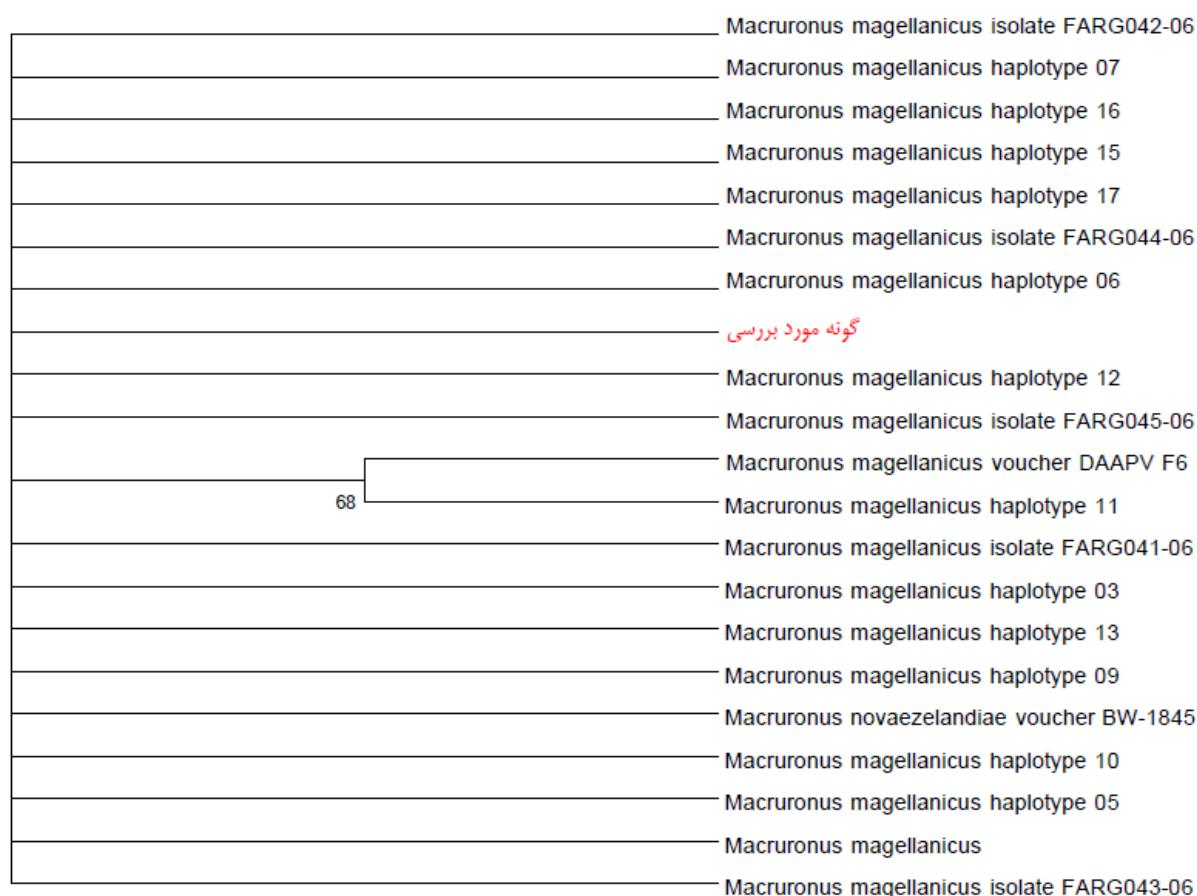 Macruronus magellanicus isolate FARG042-06
Macruronus magellanicus haplotype 07
Macruronus magellanicus haplotype 16
Macruronus magellanicus haplotype 15
Macruronus magellanicus haplotype 17
Macruronus magellanicus isolate FARG044-06
Macruronus magellanicus haplotype 06
گونه مورد بررسی
Macruronus magellanicus haplotype 12
Macruronus magellanicus isolate FARG045-06
Macruronus magellanicus voucher DAAPV F6
68
Macruronus magellanicus haplotype 11
Macruronus magellanicus isolate FARG041-06
Macruronus magellanicus haplotype 03
Macruronus magellanicus haplotype 13
Macruronus magellanicus haplotype 09
Macruronus novaezelandiae voucher BW-1845
Macruronus magellanicus haplotype 10
Macruronus magellanicus haplotype 05
Macruronus magellanicus
Macruronus magellanicus isolate FARG043-06